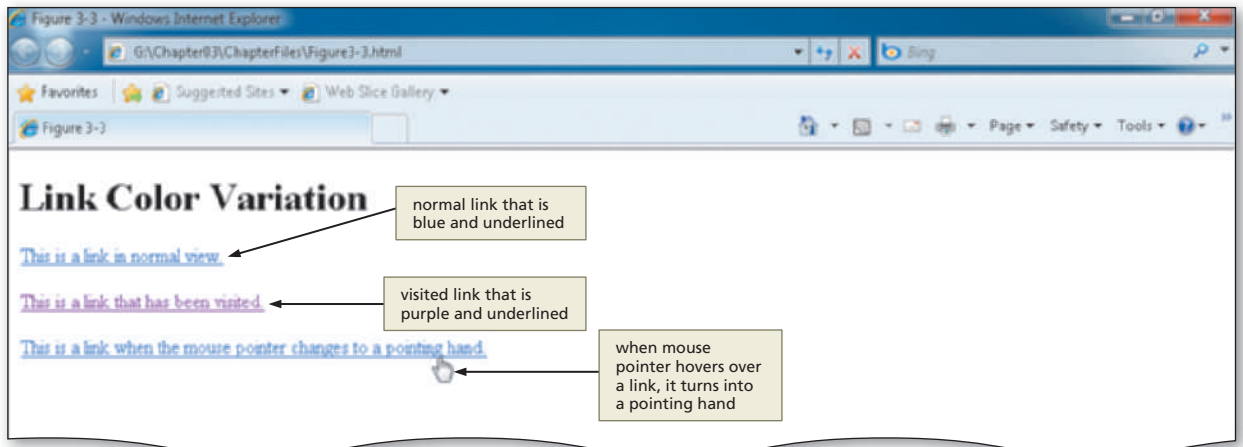 Figure 3-3 - Windows Internet Explorer
G:\Chapter03\ChapterFiles\Figure3-3.html
Bing
Favorites
Suggested Sites
Web Slice Gallery
Figure 3-3
Page
Safety
Tools
Link Color Variation
normal link that is
blue and underlined
This is a link in normal view.
visited link that is
purple and underlined
This is a link that has been visited.
This is a link when the mouse pointer changes to a pointing hand.
when mouse
pointer hovers over
a link, it turns into
a pointing hand